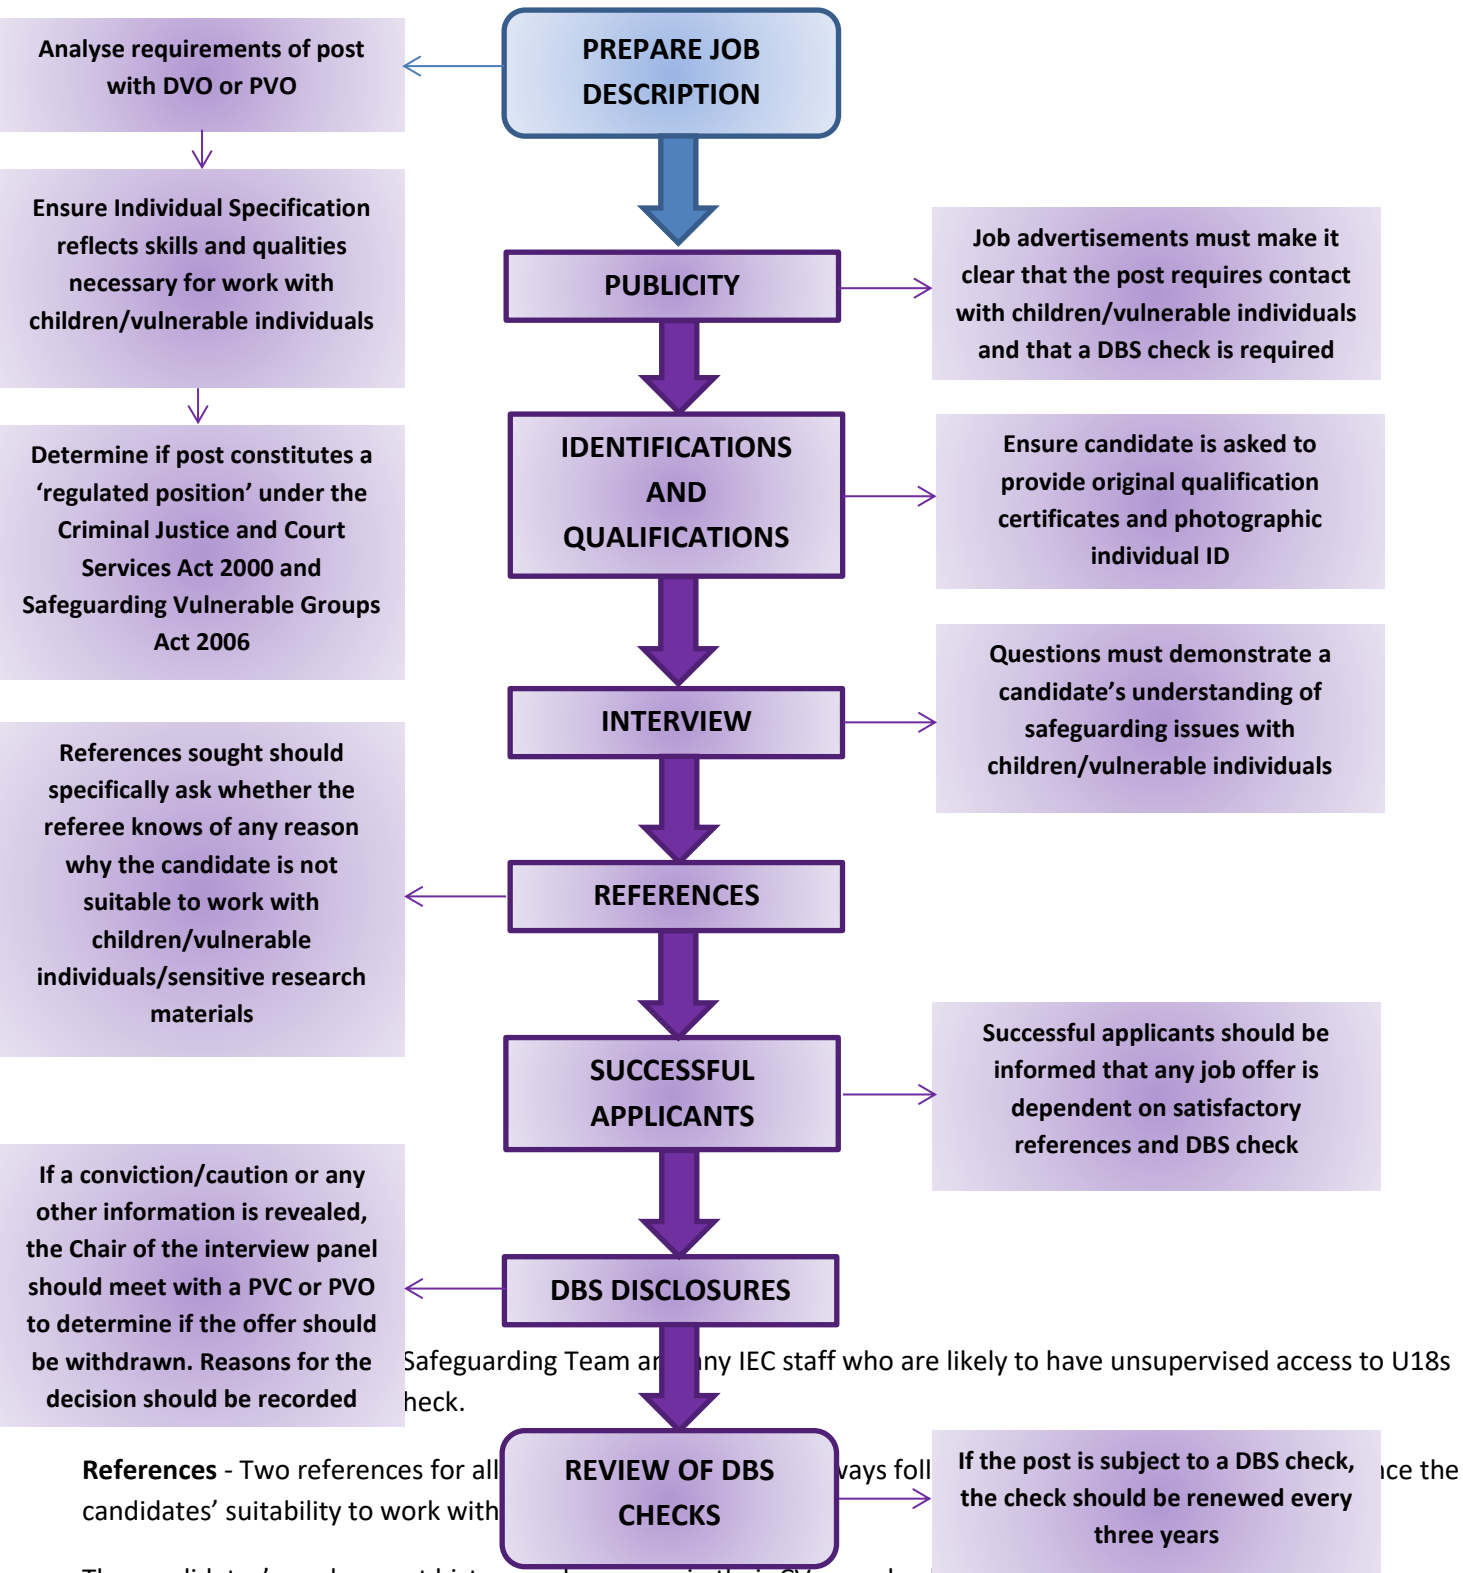 PREPARE JOB
DESCRIPTION
Analyse requirements of post
with DVO or PVO
Ensure Individual Specification
reflects skills and qualities
necessary for work with
children/vulnerable individuals
Determine if post constitutes a
‘regulated position’ under the
Criminal Justice and Court
Services Act 2000 and
Safeguarding Vulnerable Groups
Act 2006
PUBLICITY
Job advertisements must make it
clear that the post requires contact
with children/vulnerable individuals
and that a DBS check is required
IDENTIFICATIONS
AND
QUALIFICATIONS
Ensure candidate is asked to
provide original qualification
certificates and photographic
individual ID
INTERVIEW
Questions must demonstrate a
candidate’s understanding of
safeguarding issues with
children/vulnerable individuals
REFERENCES
References sought should
specifically ask whether the
referee knows of any reason
why the candidate is not
suitable to work with
children/vulnerable
individuals/sensitive research
materials
SUCCESSFUL
APPLICANTS
Successful applicants should be
informed that any job offer is
dependent on satisfactory
references and DBS check
DBS DISCLOSURES
If a conviction/caution or any
other information is revealed,
the Chair of the interview panel
should meet with a PVC or PVO
to determine if the offer should
be withdrawn. Reasons for the
decision should be recorded
Safeguarding Team any IEC staff who are likely to have unsupervised access to U18s
heck.
REVIEW OF DBS
CHECKS
If the post is subject to a DBS check,
the check should be renewed every
three years
References - Two references for all ways foll nce the
candidates’ suitability to work with